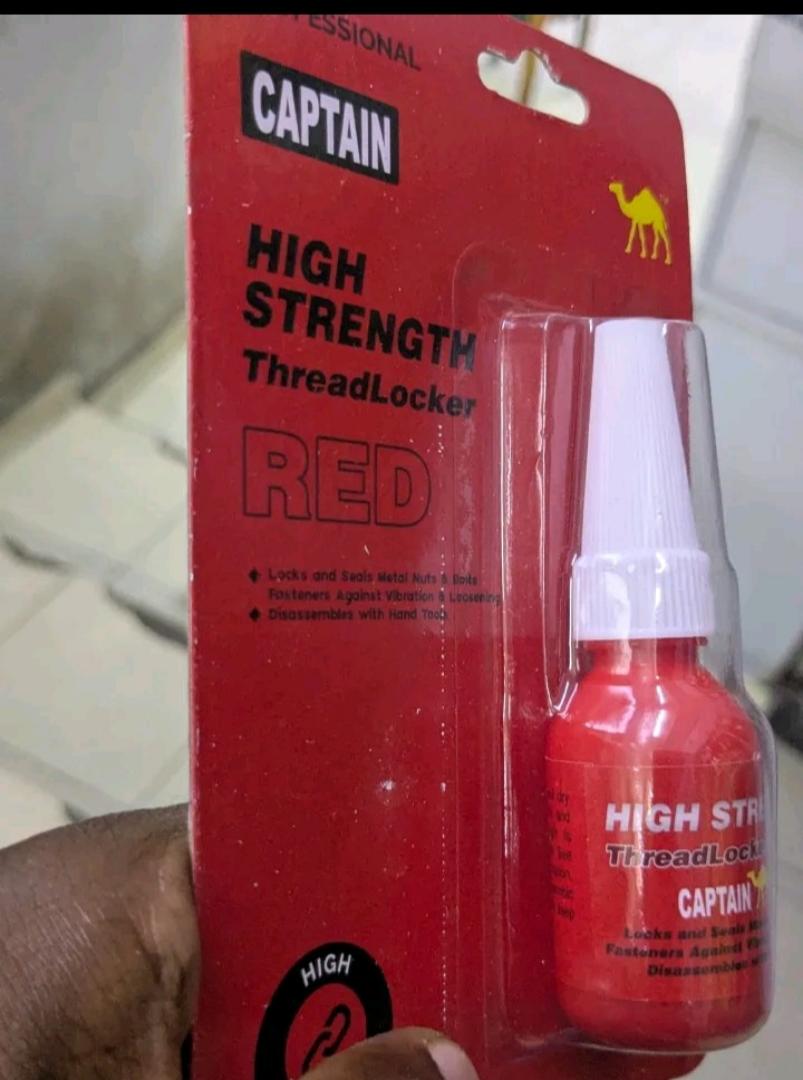 CAPTAIN
HIGH
STRENGTH
ThreadLocker
RED
Locks and Seals Metal Nuts & Bolts
Fasteners Against Vibration & Loosening
Disassembles with Hand Tools
HIGH
HIGH STR
ThreadLock
CAPTAIN
Locks and Seals
Fasteners Against
Disassembles